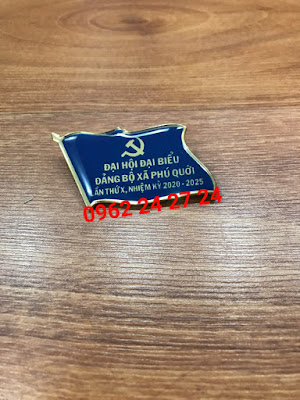 ĐẠI HỘI ĐẠI BIỂU
ĐẢNG BỘ XÃ PHÚ QUỚI
LẦN THỨ X, NHIỆM KỲ 2020 - 2025
0962 24 27 24